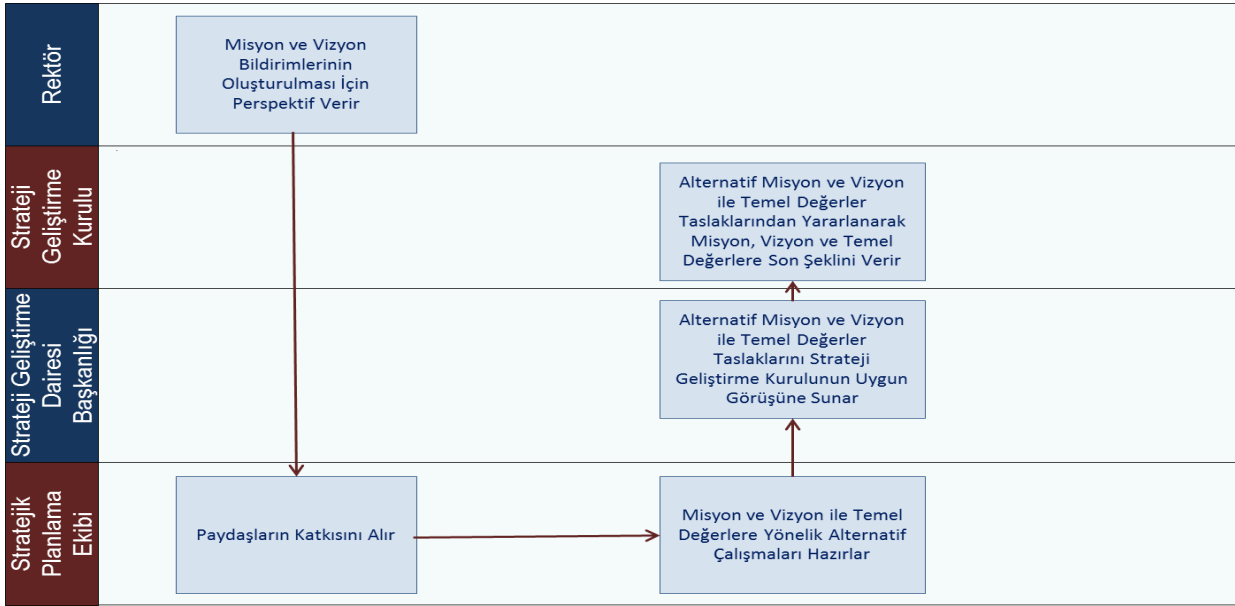 Rektör
Misyon ve Vizyon
Bildirimlerinin
Oluşturulması İçin
Perspektif Verir
Strateji
Geliştirme
Kurulu
Alternatif Misyon ve Vizyon
ile Temel Değerler
Taslaklarından Yararlanarak
Misyon, Vizyon ve Temel
Değerlere Son Şeklini Verir
Strateji Geliştirme
Dairesi
Başkanlığı
Alternatif Misyon ve Vizyon
ile Temel Değerler
Taslaklarını Strateji
Geliştirme Kurulunun Uygun
Görüşüne Sunar
Stratejik
Planlama
Ekibi
Paydaşların Katkısını Alır
Misyon ve Vizyon ile Temel
Değerlere Yönelik Alternatif
Çalışmaları Hazırlar